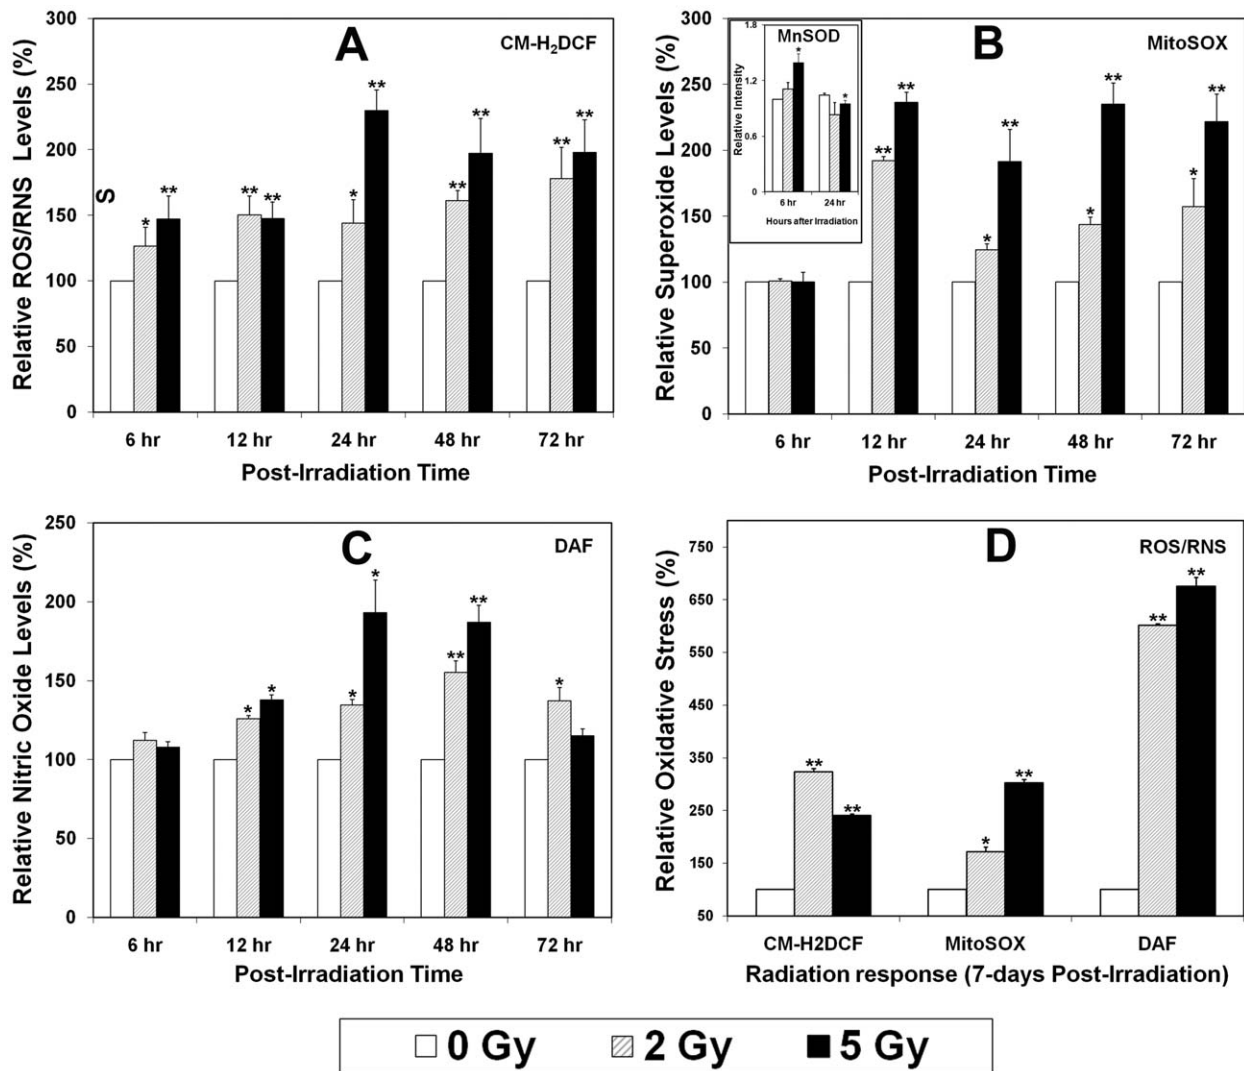 A
CM-H₂DCF
Relative ROS/RNS Levels (%)
S
300
250
200
150
100
50
0
*
**
**
**
*
**
**
**
**
**
6 hr 12 hr 24 hr 48 hr 72 hr
Post-Irradiation Time
B
MitoSOX
Relative Superoxide Levels (%)
300
250
200
150
100
50
0
MnSOD
Relative Intensity
1.8
1.2
0.6
0
*
*
6 hr 24 hr
Hours after Irradiation
**
**
*
**
*
**
*
**
6 hr 12 hr 24 hr 48 hr 72 hr
Post-Irradiation Time
C
DAF
Relative Nitric Oxide Levels (%)
250
200
150
100
50
0
*
*
*
*
**
**
*
6 hr 12 hr 24 hr 48 hr 72 hr
Post-Irradiation Time
D
ROS/RNS
Relative Oxidative Stress (%)
750
650
550
450
350
250
150
50
**
**
*
**
**
**
CM-H2DCF MitoSOX DAF
Radiation response (7-days Post-Irradiation)
0 Gy 2 Gy 5 Gy